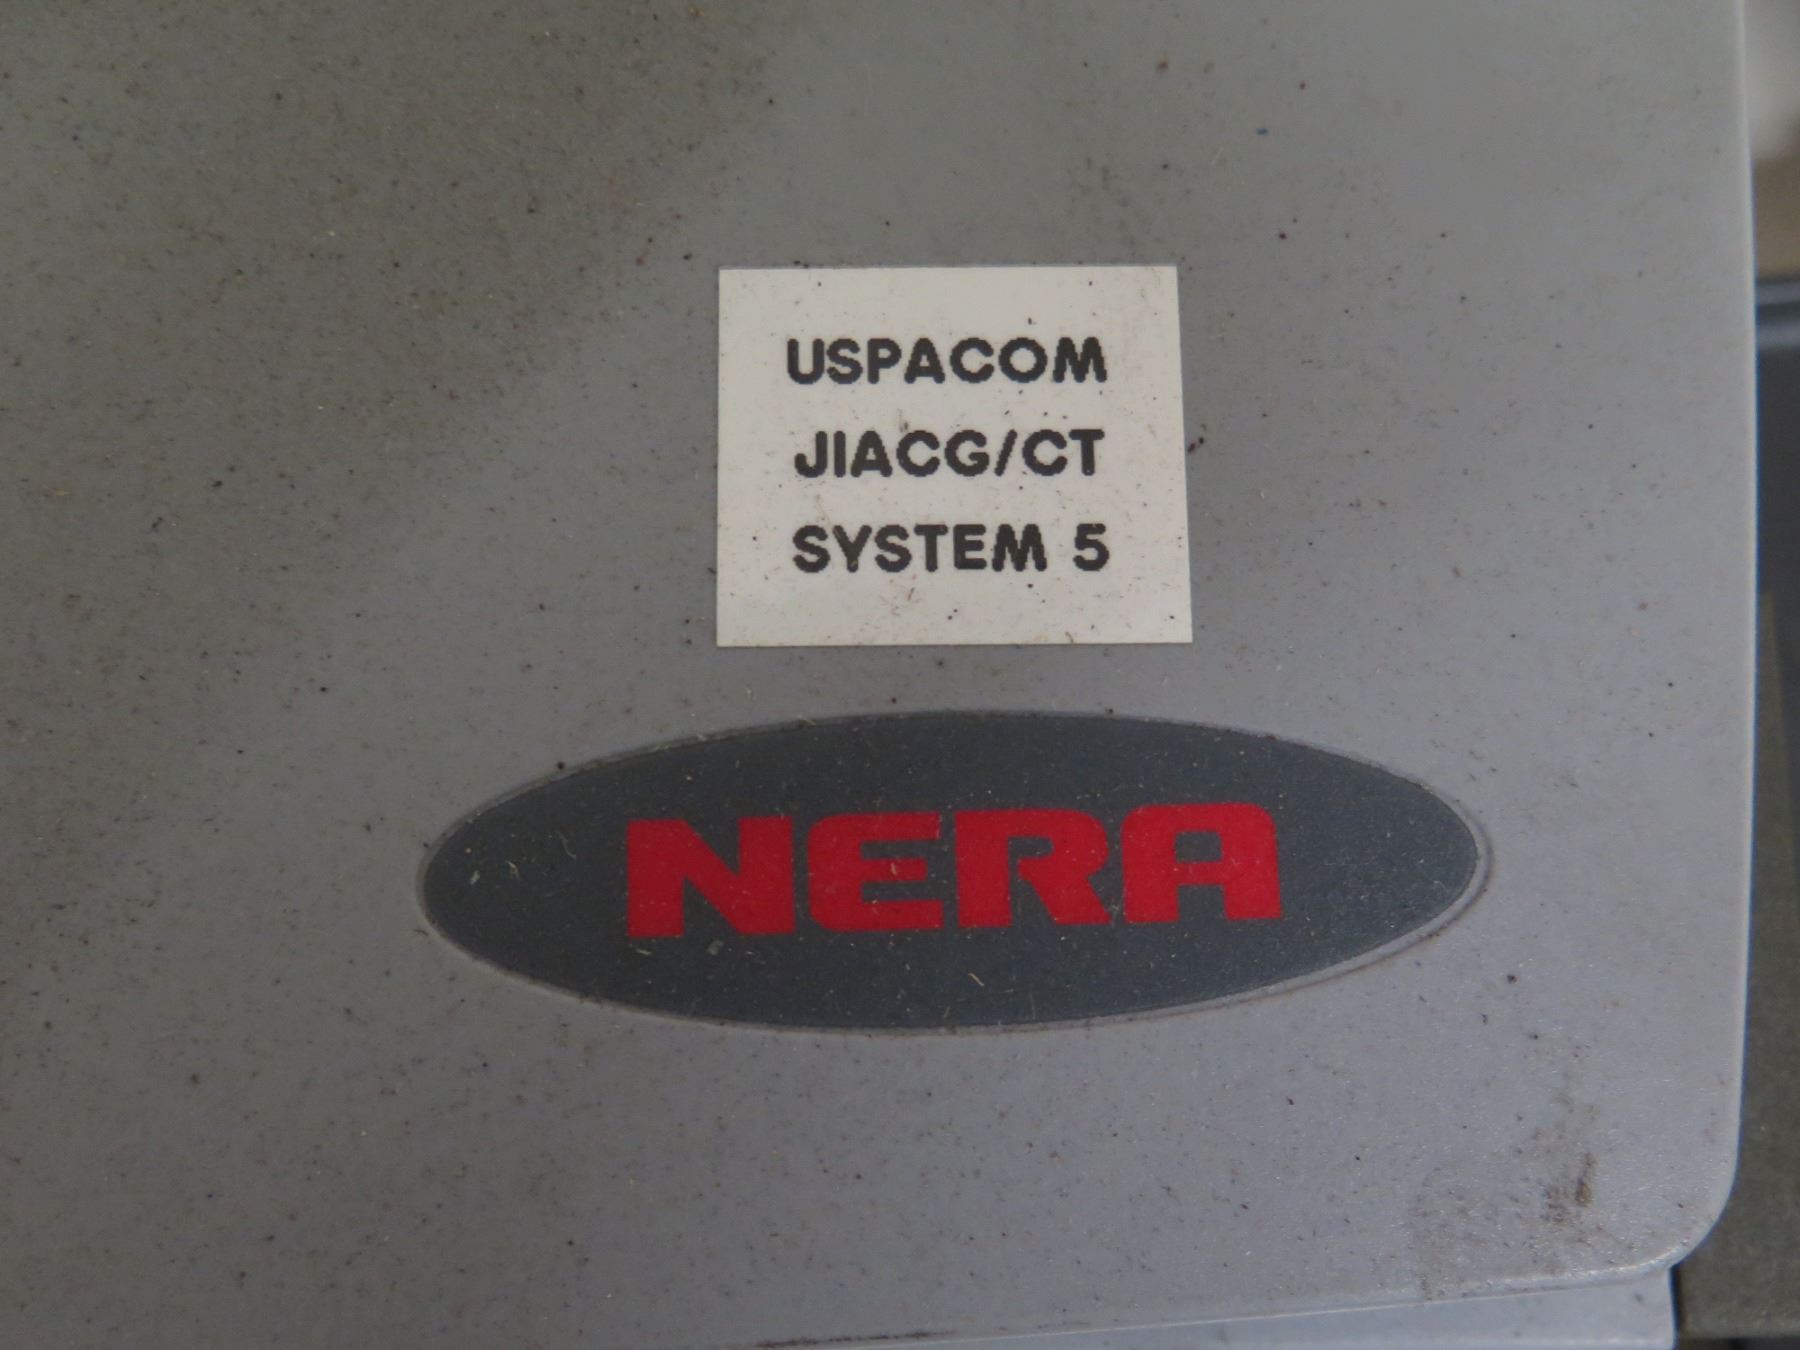 USPACOM
JIACG/CT
SYSTEM 5
NERA